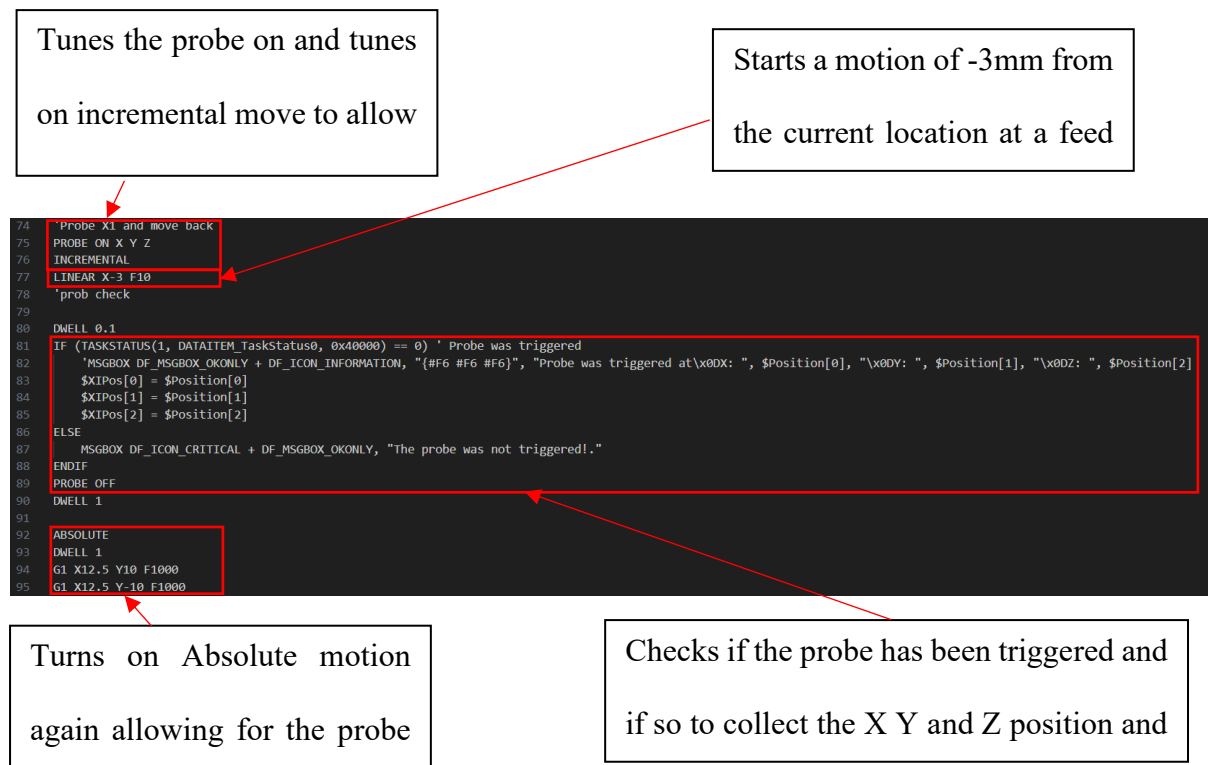 Tunes the probe on and tunes
on incremental move to allow
Starts a motion of -3mm from
the current location at a feed
74 'Probe X1 and move back
75 PROBE ON X Y Z
76 INCREMENTAL
77 LINEAR X-3 F10
78 'prob check
79
80 DWELL 0.1
81 IF (TASKSTATUS(1, DATAITEM_TaskStatus0, 0x40000) == 0) ' Probe was triggered
82 'MSGBOX DF_MSGBOX_OKONLY + DF_ICON_INFORMATION, "{#F6 #F6 #F6}", "Probe was triggered at\x0DX: ", $Position[0], "\x0DY: ", $Position[1], "\x0DZ: ", $Position[2]
83 $XIPos[0] = $Position[0]
84 $XIPos[1] = $Position[1]
85 $XIPos[2] = $Position[2]
86 ELSE
87 MSGBOX DF_ICON_CRITICAL + DF_MSGBOX_OKONLY, "The probe was not triggered!."
88 ENDIF
89 PROBE OFF
90 DWELL 1
91
92 ABSOLUTE
93 DWELL 1
94 G1 X12.5 Y10 F1000
95 G1 X12.5 Y-10 F1000
Turns on Absolute motion
again allowing for the probe
Checks if the probe has been triggered and
if so to collect the X Y and Z position and